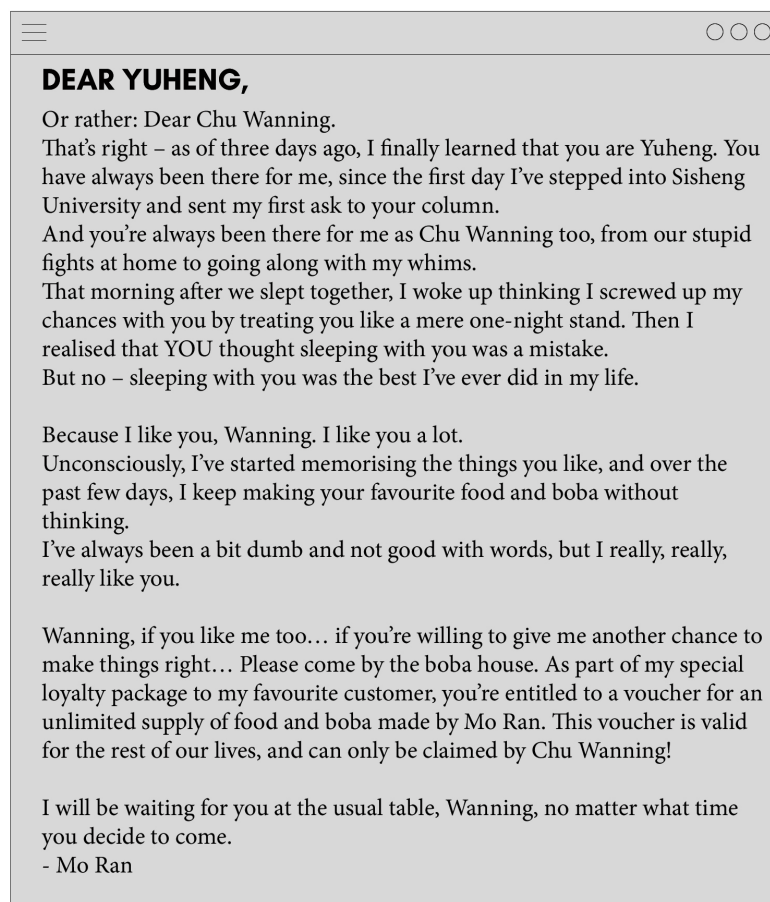 DEAR YUHENG,
Or rather: Dear Chu Wanning.
That's right – as of three days ago, I finally learned that you are Yuheng. You
have always been there for me, since the first day I've stepped into Sisheng
University and sent my first ask to your column.
And you're always been there for me as Chu Wanning too, from our stupid
fights at home to going along with my whims.
That morning after we slept together, I woke up thinking I screwed up my
chances with you by treating you like a mere one-night stand. Then I
realised that YOU thought sleeping with you was a mistake.
But no – sleeping with you was the best I've ever did in my life.

Because I like you, Wanning. I like you a lot.
Unconsciously, I've started memorising the things you like, and over the
past few days, I keep making your favourite food and boba without
thinking.
I've always been a bit dumb and not good with words, but I really, really,
really like you.

Wanning, if you like me too… if you're willing to give me another chance to
make things right… Please come by the boba house. As part of my special
loyalty package to my favourite customer, you're entitled to a voucher for an
unlimited supply of food and boba made by Mo Ran. This voucher is valid
for the rest of our lives, and can only be claimed by Chu Wanning!

I will be waiting for you at the usual table, Wanning, no matter what time
you decide to come.
- Mo Ran